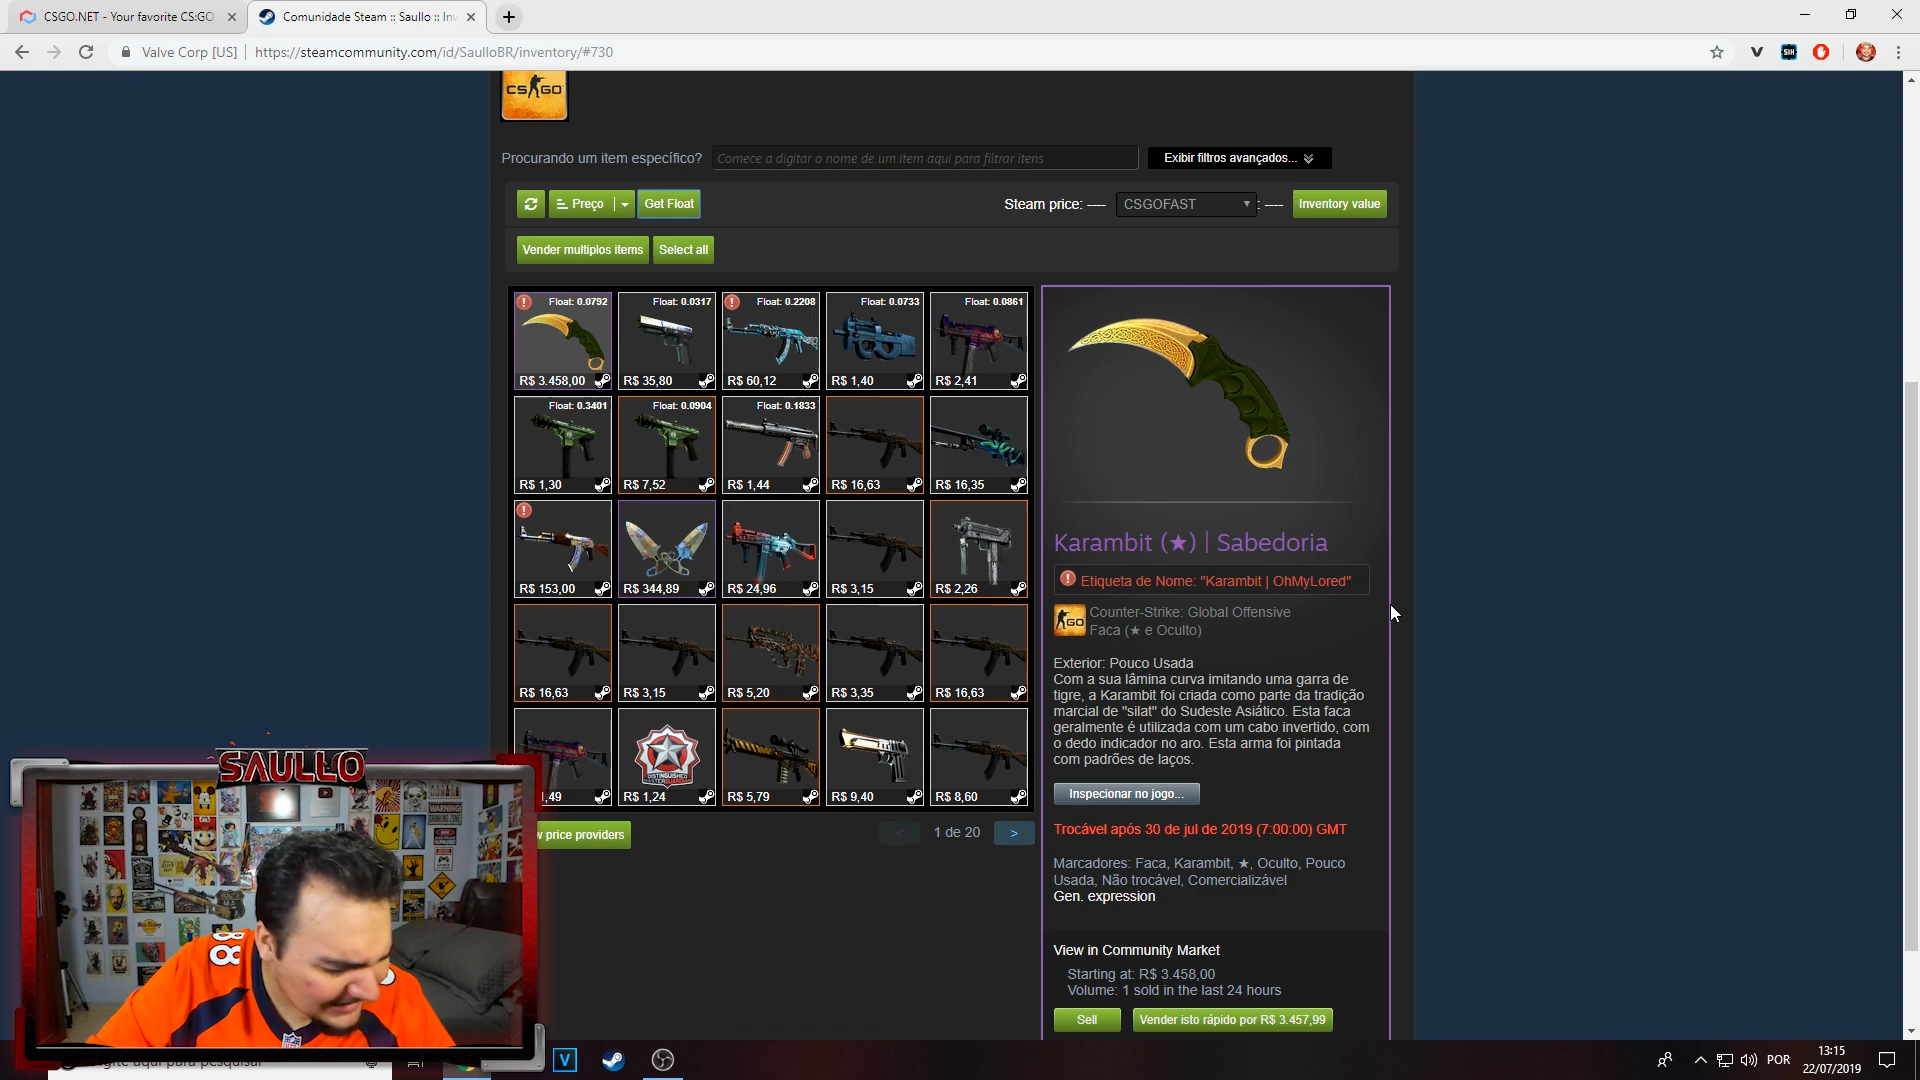 CSGO.NET - Your favorite CS:GO
Comunidade Steam :: Saullo :: Inv
Valve Corp [US]
https://steamcommunity.com/id/SaulloBR/inventory/#730
SIH
CS GO
Procurando um item específico?
Comece a digitar o nome de um item aqui para filtrar itens
Exibir filtros avançados...
Preço
Get Float
Steam price: ----
CSGOFAST
: ----
Inventory value
Vender multiplos items
Select all
Float: 0.0792
Float: 0.0317
Float: 0.2208
Float: 0.0733
Float: 0.0861
R$ 3.458,00
R$ 35,80
R$ 60,12
R$ 1,40
R$ 2,41
Float: 0.3401
Float: 0.0904
Float: 0.1833
R$ 1,30
R$ 7,52
R$ 1,44
R$ 16,63
R$ 16,35
R$ 153,00
R$ 344,89
R$ 24,96
R$ 3,15
R$ 2,26
R$ 16,63
R$ 3,15
R$ 5,20
R$ 3,35
R$ 16,63
DISTINGUISHED
,49
R$ 1,24
R$ 5,79
R$ 9,40
R$ 8,60
w price providers
<
1 de 20
>
Karambit (★) | Sabedoria
Etiqueta de Nome: "Karambit | OhMyLored"
GO
Counter-Strike: Global Offensive
Faca (★ e Oculto)
Exterior: Pouco Usada
Com a sua lâmina curva imitando uma garra de
tigre, a Karambit foi criada como parte da tradição
marcial de "silat" do Sudeste Asiático. Esta faca
geralmente é utilizada com um cabo invertido, com
o dedo indicador no aro. Esta arma foi pintada
com padrões de laços.
Inspecionar no jogo...
Trocável após 30 de jul de 2019 (7:00:00) GMT
Marcadores: Faca, Karambit, ★, Oculto, Pouco
Usada, Não trocável, Comercializável
Gen. expression
View in Community Market
Starting at: R$ 3.458,00
Volume: 1 sold in the last 24 hours
Sell
Vender isto rápido por R$ 3.457,99
SAULLO
WARNING
88
NFL
V
POR
13:15
22/07/2019